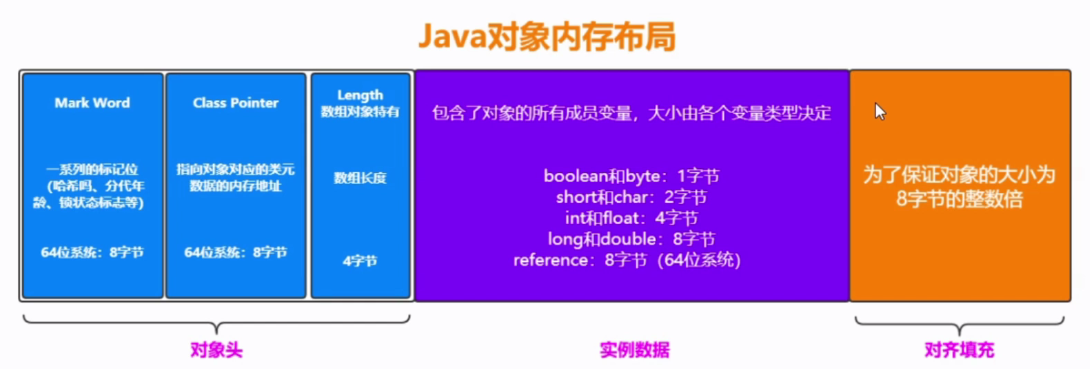 Java对象内存布局
Mark Word
一系列的标记位
（哈希吗、分代年
龄、锁状态标志等）
64位系统：8字节
Class Pointer
指向对象对应的类元
数据的内存地址
64位系统：8字节
Length
数组对象特有
数组长度
4字节
包含了对象的所有成员变量，大小由各个变量类型决定
boolean和byte：1字节
short和char：2字节
int和float：4字节
long和double：8字节
reference：8字节（64位系统）
为了保证对象的大小为
8字节的整数倍
对象头
实例数据
对齐填充